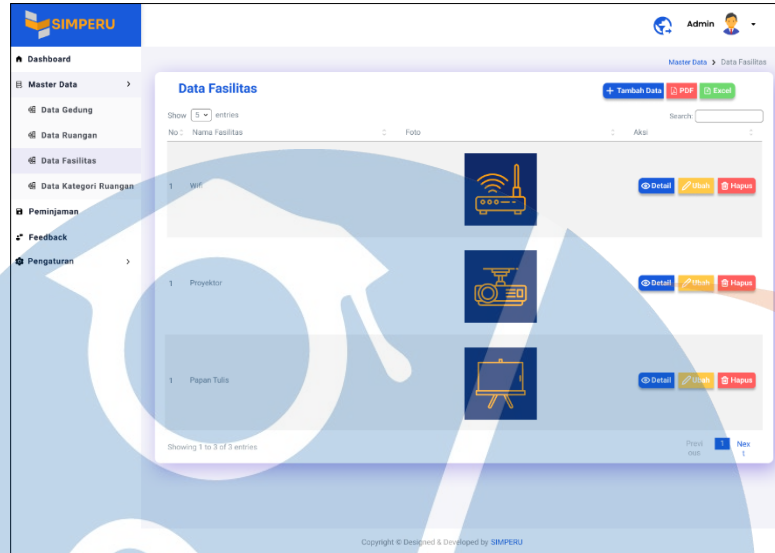 SIMPERU
Admin
Dashboard
Master Data > Data Fasilitas
Master Data >
Data Gedung
Data Ruangan
Data Fasilitas
Data Kategori Ruangan
Peminjaman
Feedback
Pengaturan >
Data Fasilitas
+ Tambah Data PDF Excel
Show 5 entries
Search:
No Nama Fasilitas Foto Aksi
1 Wifi Detail Ubah Hapus
1 Proyektor Detail Ubah Hapus
1 Papan Tulis Detail Ubah Hapus
Showing 1 to 3 of 3 entries
Previ 1 Nex
ous t
Copyright © Designed & Developed by SIMPERU